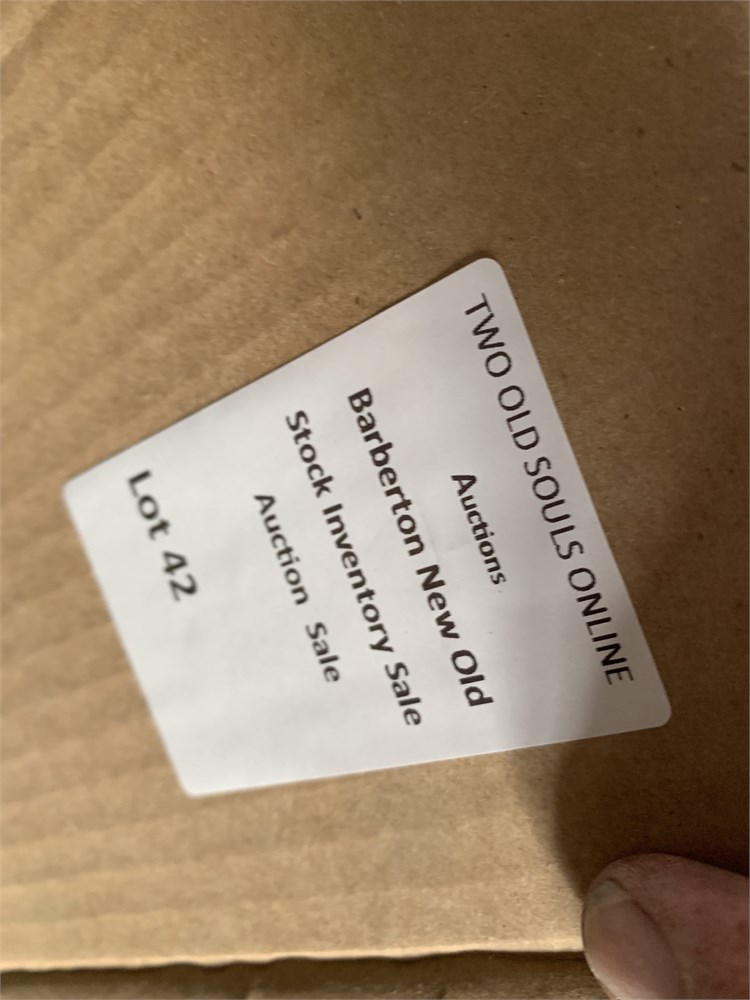 TWO OLD SOULS ONLINE
Auctions
Barberton New Old
Stock Inventory Sale
Auction Sale
Lot 42